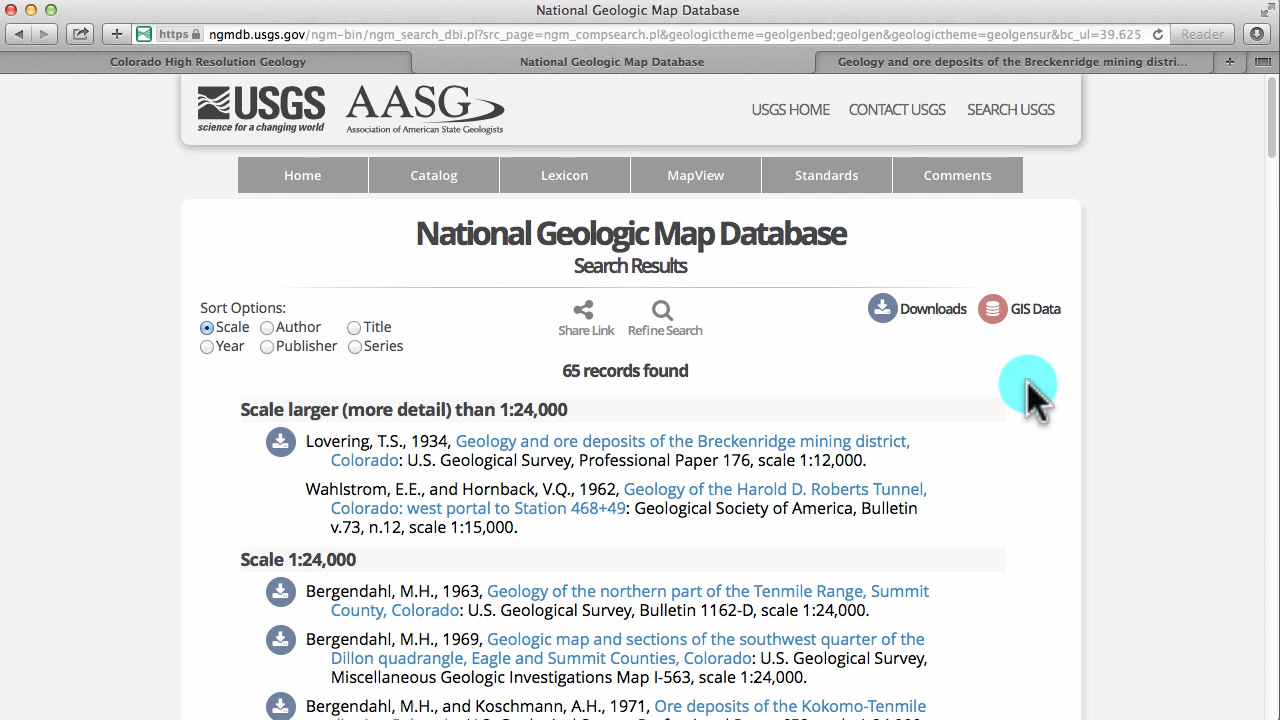 National Geologic Map Database
https ngmdb.usgs.gov/ngm-bin/ngm_search_dbi.pl?src_page=ngm_compsearch.pl&geologictheme=geolgenbed;geolgen&geologictheme=geolgensur&bc_ul=39.625 Reader
Colorado High Resolution Geology National Geologic Map Database Geology and ore deposits of the Breckenridge mining distri... +
USGS AASG
science for a changing world Association of American State Geologists
USGS HOME CONTACT USGS SEARCH USGS
Home Catalog Lexicon MapView Standards Comments
National Geologic Map Database
Search Results
Sort Options:
Scale Author Title
Year Publisher Series
Share Link Refine Search
Downloads GIS Data
65 records found
Scale larger (more detail) than 1:24,000
Lovering, T.S., 1934, Geology and ore deposits of the Breckenridge mining district,
Colorado: U.S. Geological Survey, Professional Paper 176, scale 1:12,000.
Wahlstrom, E.E., and Hornback, V.Q., 1962, Geology of the Harold D. Roberts Tunnel,
Colorado: west portal to Station 468+49: Geological Society of America, Bulletin
v.73, n.12, scale 1:15,000.
Scale 1:24,000
Bergendahl, M.H., 1963, Geology of the northern part of the Tenmile Range, Summit
County, Colorado: U.S. Geological Survey, Bulletin 1162-D, scale 1:24,000.
Bergendahl, M.H., 1969, Geologic map and sections of the southwest quarter of the
Dillon quadrangle, Eagle and Summit Counties, Colorado: U.S. Geological Survey,
Miscellaneous Geologic Investigations Map I-563, scale 1:24,000.
Bergendahl, M.H., and Koschmann, A.H., 1971, Ore deposits of the Kokomo-Tenmile